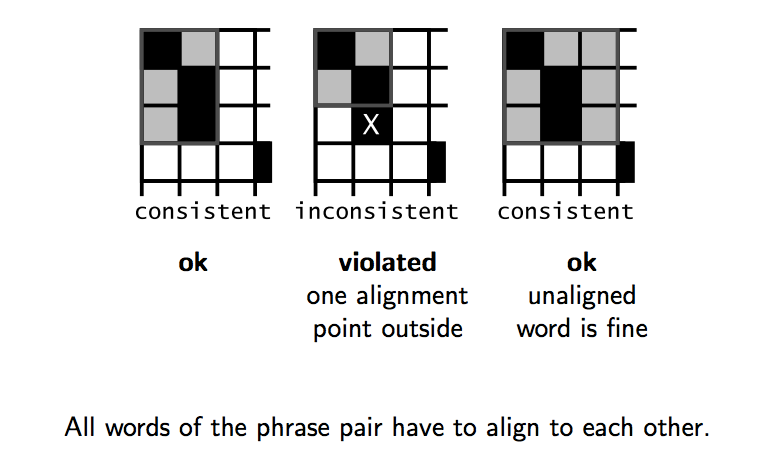 X
consistent inconsistent consistent
ok violated ok
one alignment unaligned
point outside word is fine
All words of the phrase pair have to align to each other.